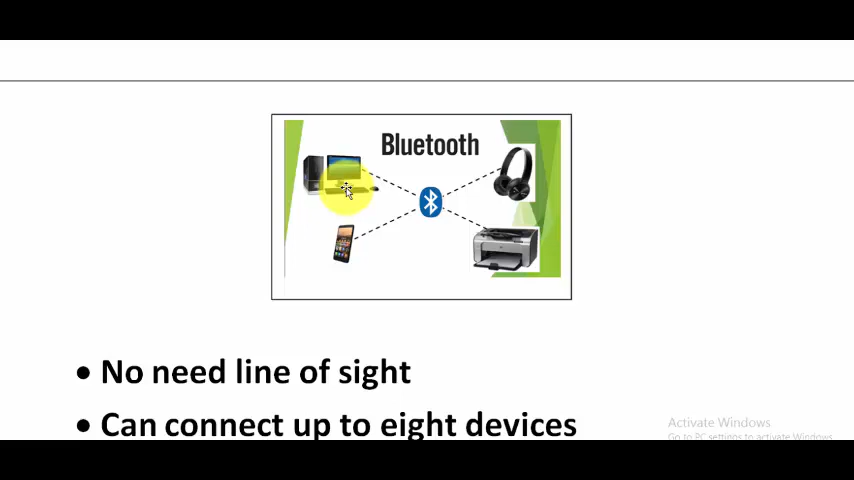 Bluetooth
• No need line of sight
• Can connect up to eight devices
Activate Windows
Go to PC settings to activate Windows.